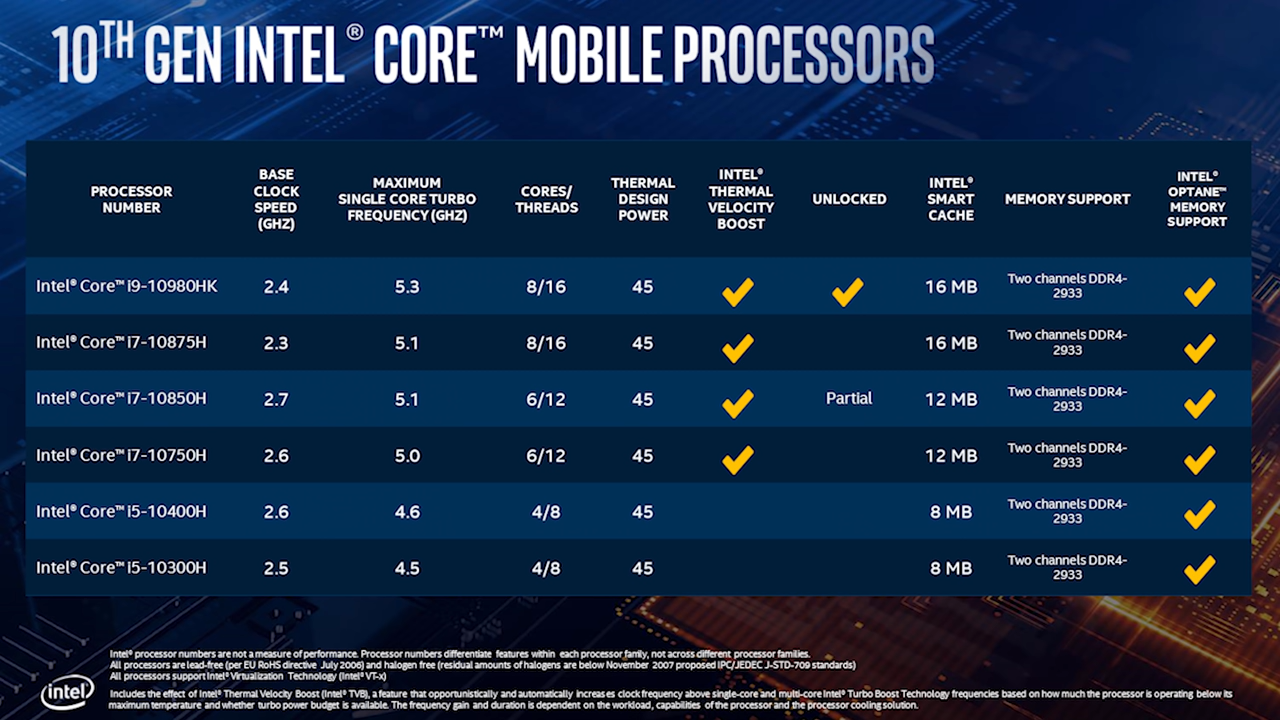 10TH GEN INTEL® CORE™ MOBILE PROCESSORS
PROCESSOR
NUMBER
BASE
CLOCK
SPEED
(GHZ)
MAXIMUM
SINGLE CORE TURBO
FREQUENCY (GHZ)
CORES/
THREADS
THERMAL
DESIGN
POWER
INTEL®
THERMAL
VELOCITY
BOOST
UNLOCKED
INTEL®
SMART
CACHE
MEMORY SUPPORT
INTEL®
OPTANE™
MEMORY
SUPPORT
Intel® Core™ i9-10980HK 2.4 5.3 8/16 45 ✔ ✔ 16 MB Two channels DDR4-
2933 ✔
Intel® Core™ i7-10875H 2.3 5.1 8/16 45 ✔ 16 MB Two channels DDR4-
2933 ✔
Intel® Core™ i7-10850H 2.7 5.1 6/12 45 ✔ Partial 12 MB Two channels DDR4-
2933 ✔
Intel® Core™ i7-10750H 2.6 5.0 6/12 45 ✔ 12 MB Two channels DDR4-
2933 ✔
Intel® Core™ i5-10400H 2.6 4.6 4/8 45 8 MB Two channels DDR4-
2933 ✔
Intel® Core™ i5-10300H 2.5 4.5 4/8 45 8 MB Two channels DDR4-
2933 ✔
Intel® processor numbers are not a measure of performance. Processor numbers differentiate features within each processor family, not across different processor families.
All processors are lead-free (per EU RoHS directive July 2006) and halogen free (residual amounts of halogens are below November 2007 proposed IPC/JEDEC J-STD-709 standards)
All processors support Intel® Virtualization Technology (Intel® VT-x)
Includes the effect of Intel® Thermal Velocity Boost (Intel® TVB), a feature that opportunistically and automatically increases clock frequency above single-core and multi-core Intel® Turbo Boost Technology frequencies based on how much the processor is operating below its
maximum temperature and whether turbo power budget is available. The frequency gain and duration is dependent on the workload, capabilities of the processor and the processor cooling solution.
intel®